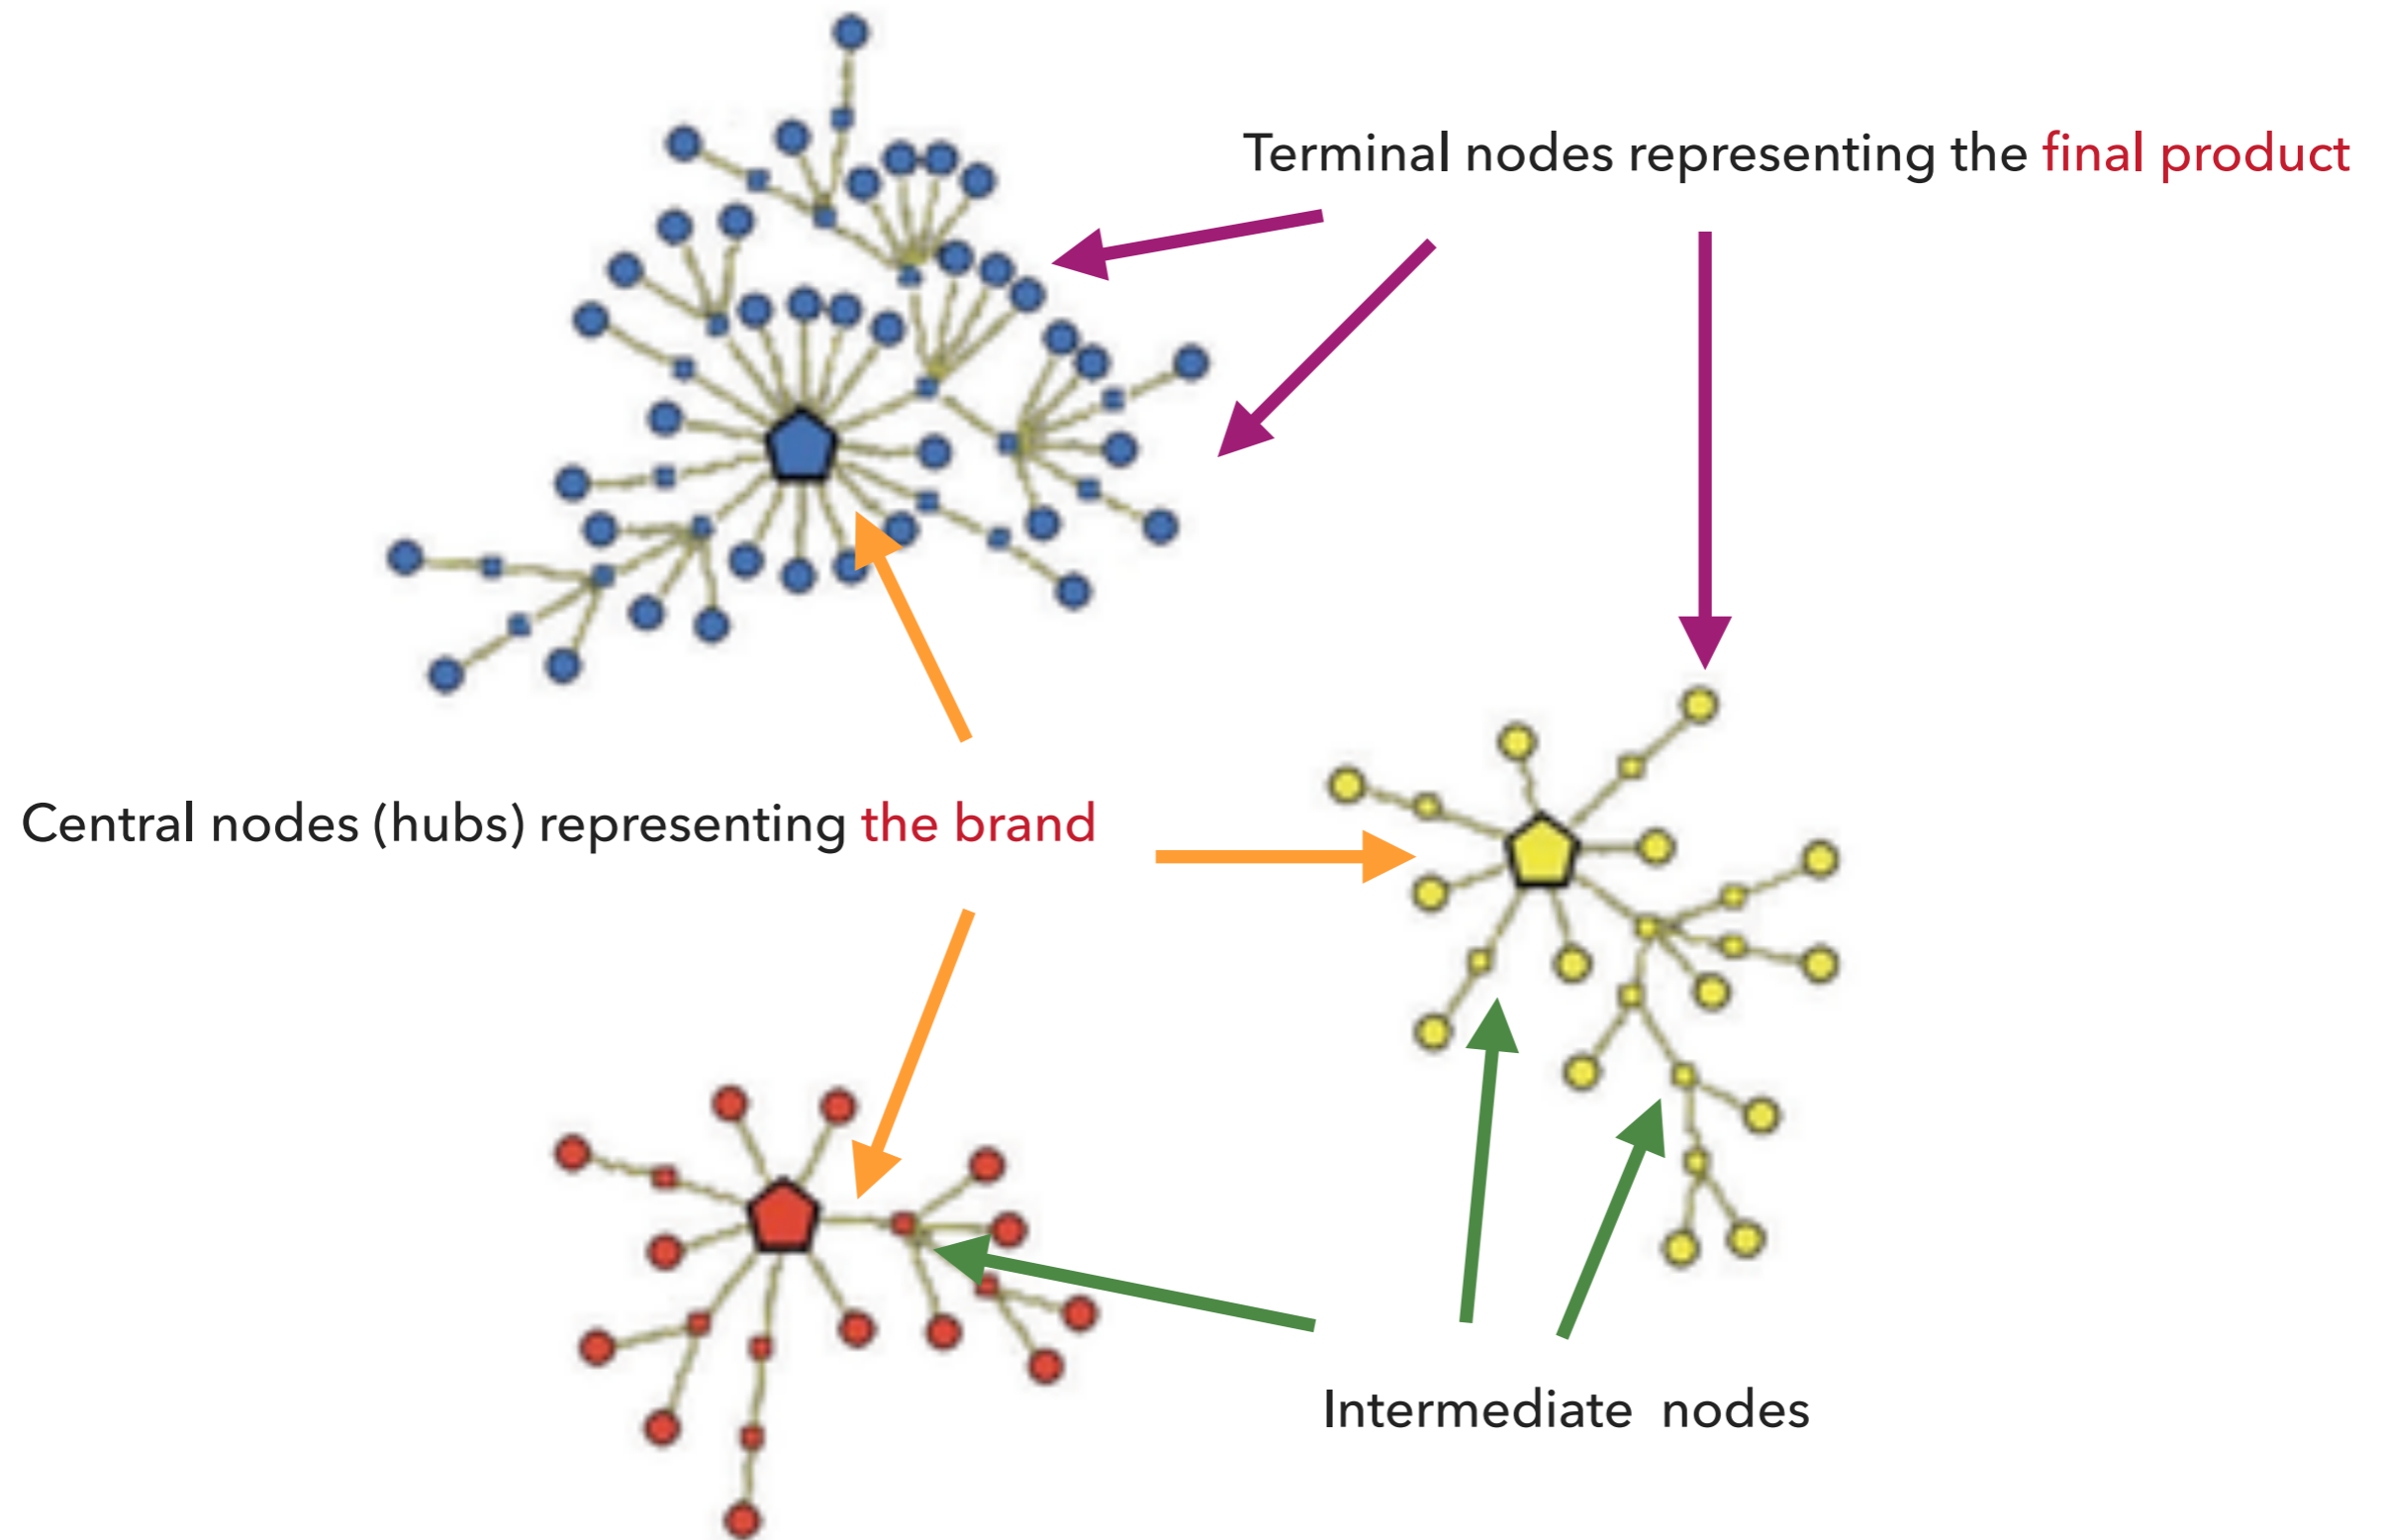 Terminal nodes representing the final product
Central nodes (hubs) representing the brand
Intermediate nodes